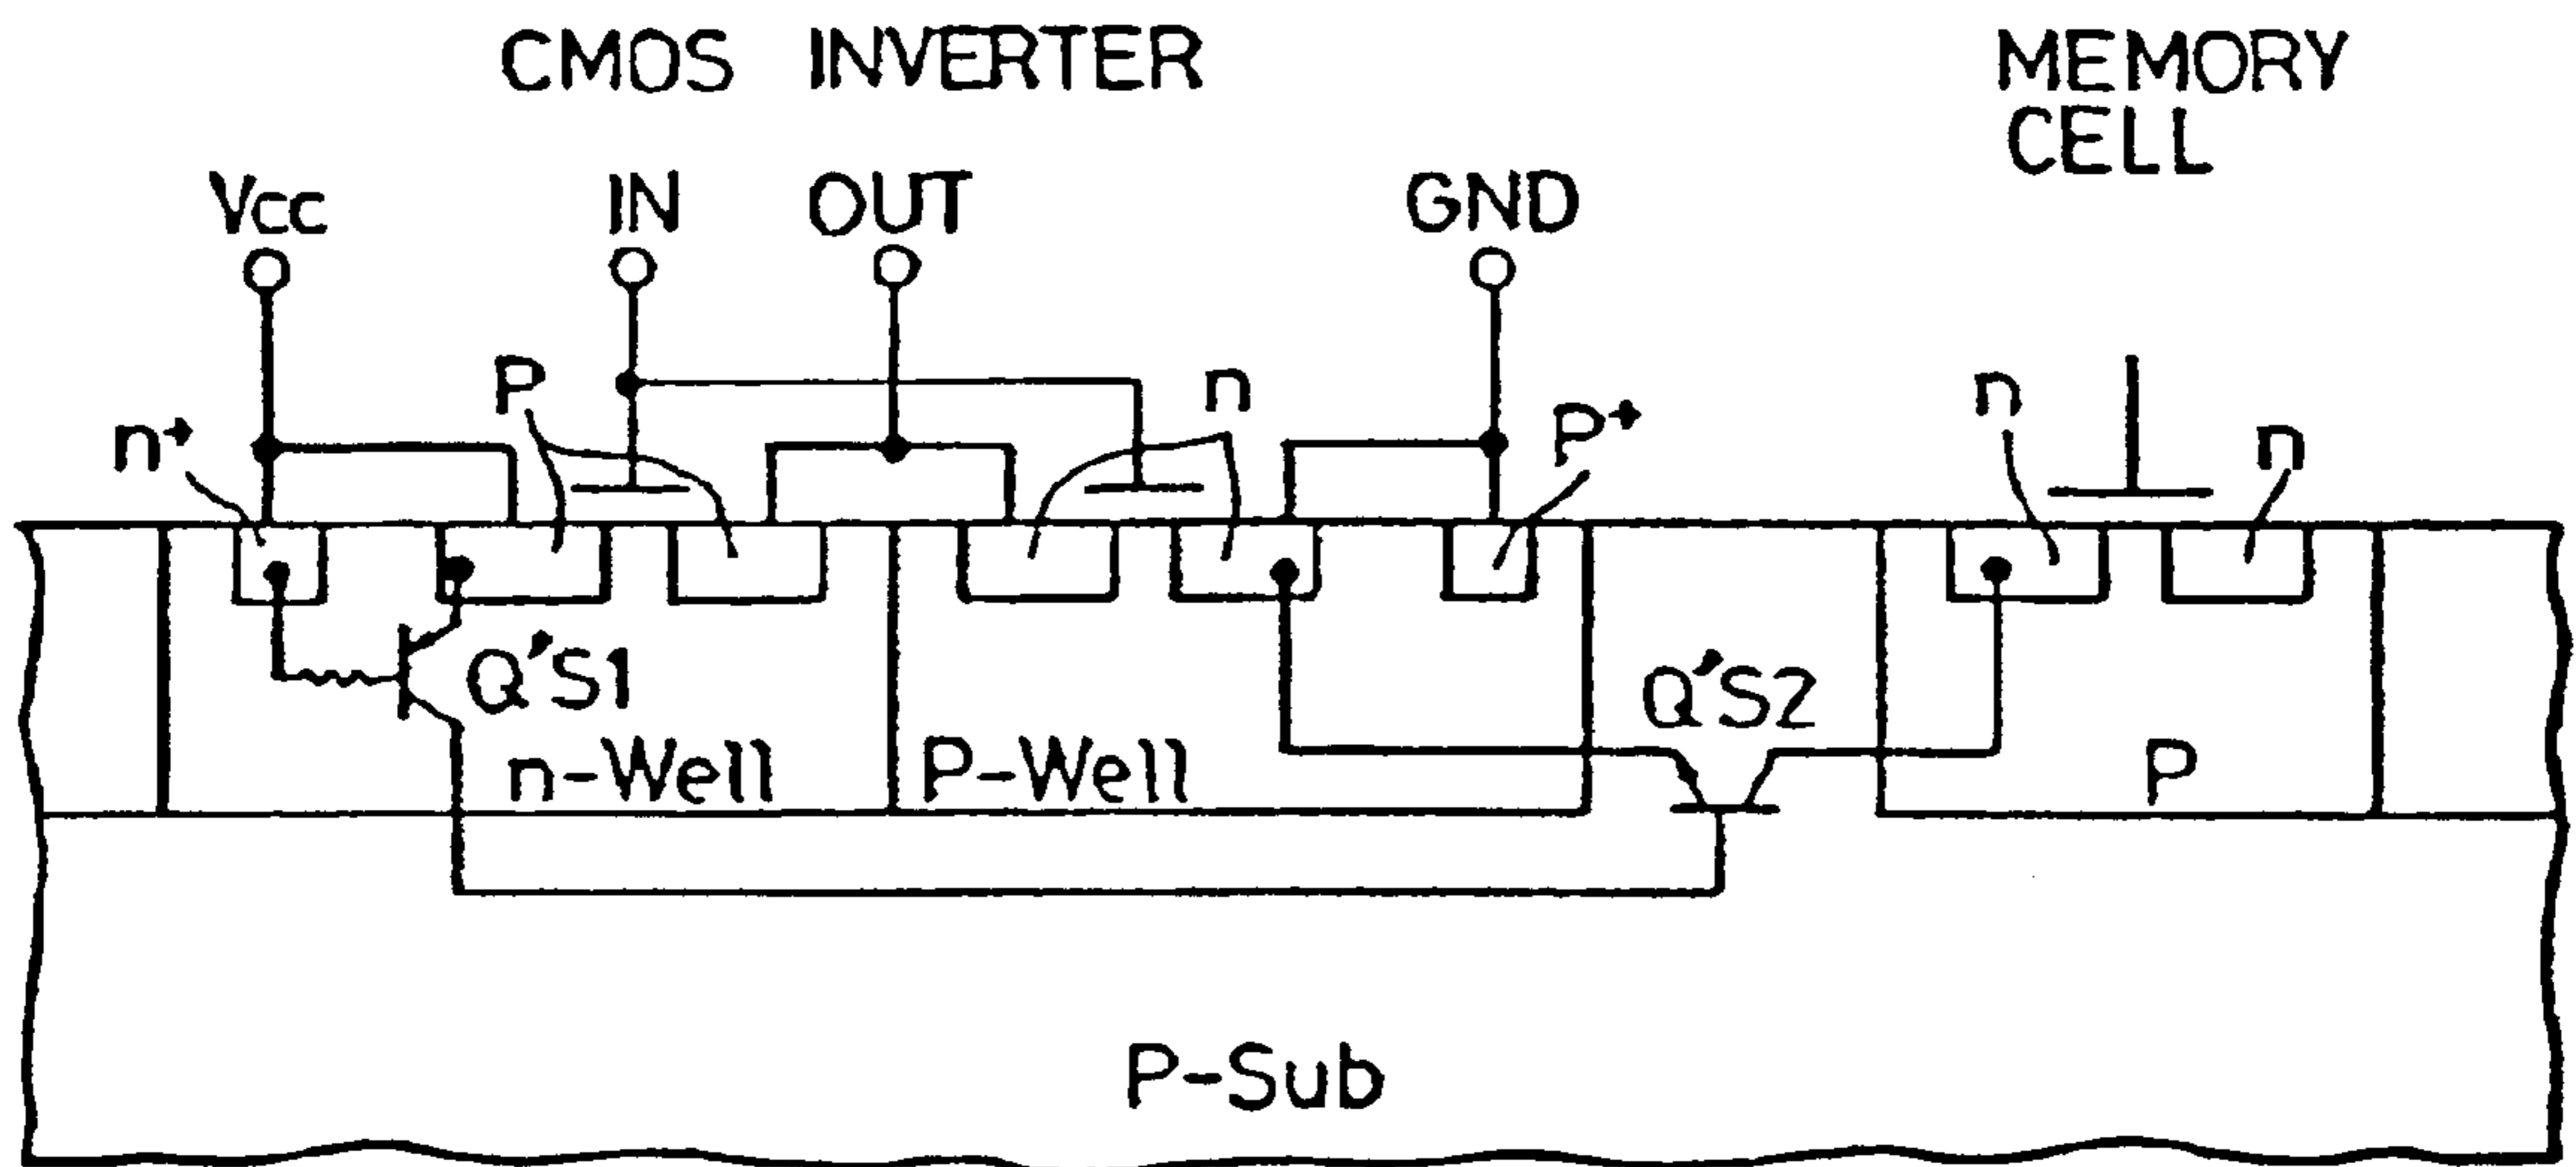 CMOS INVERTER
MEMORY
CELL
Vcc
IN
OUT
GND
n+
P
n
P+
n
n
Q'S1
Q'S2
n-Well
P-Well
P
P-Sub